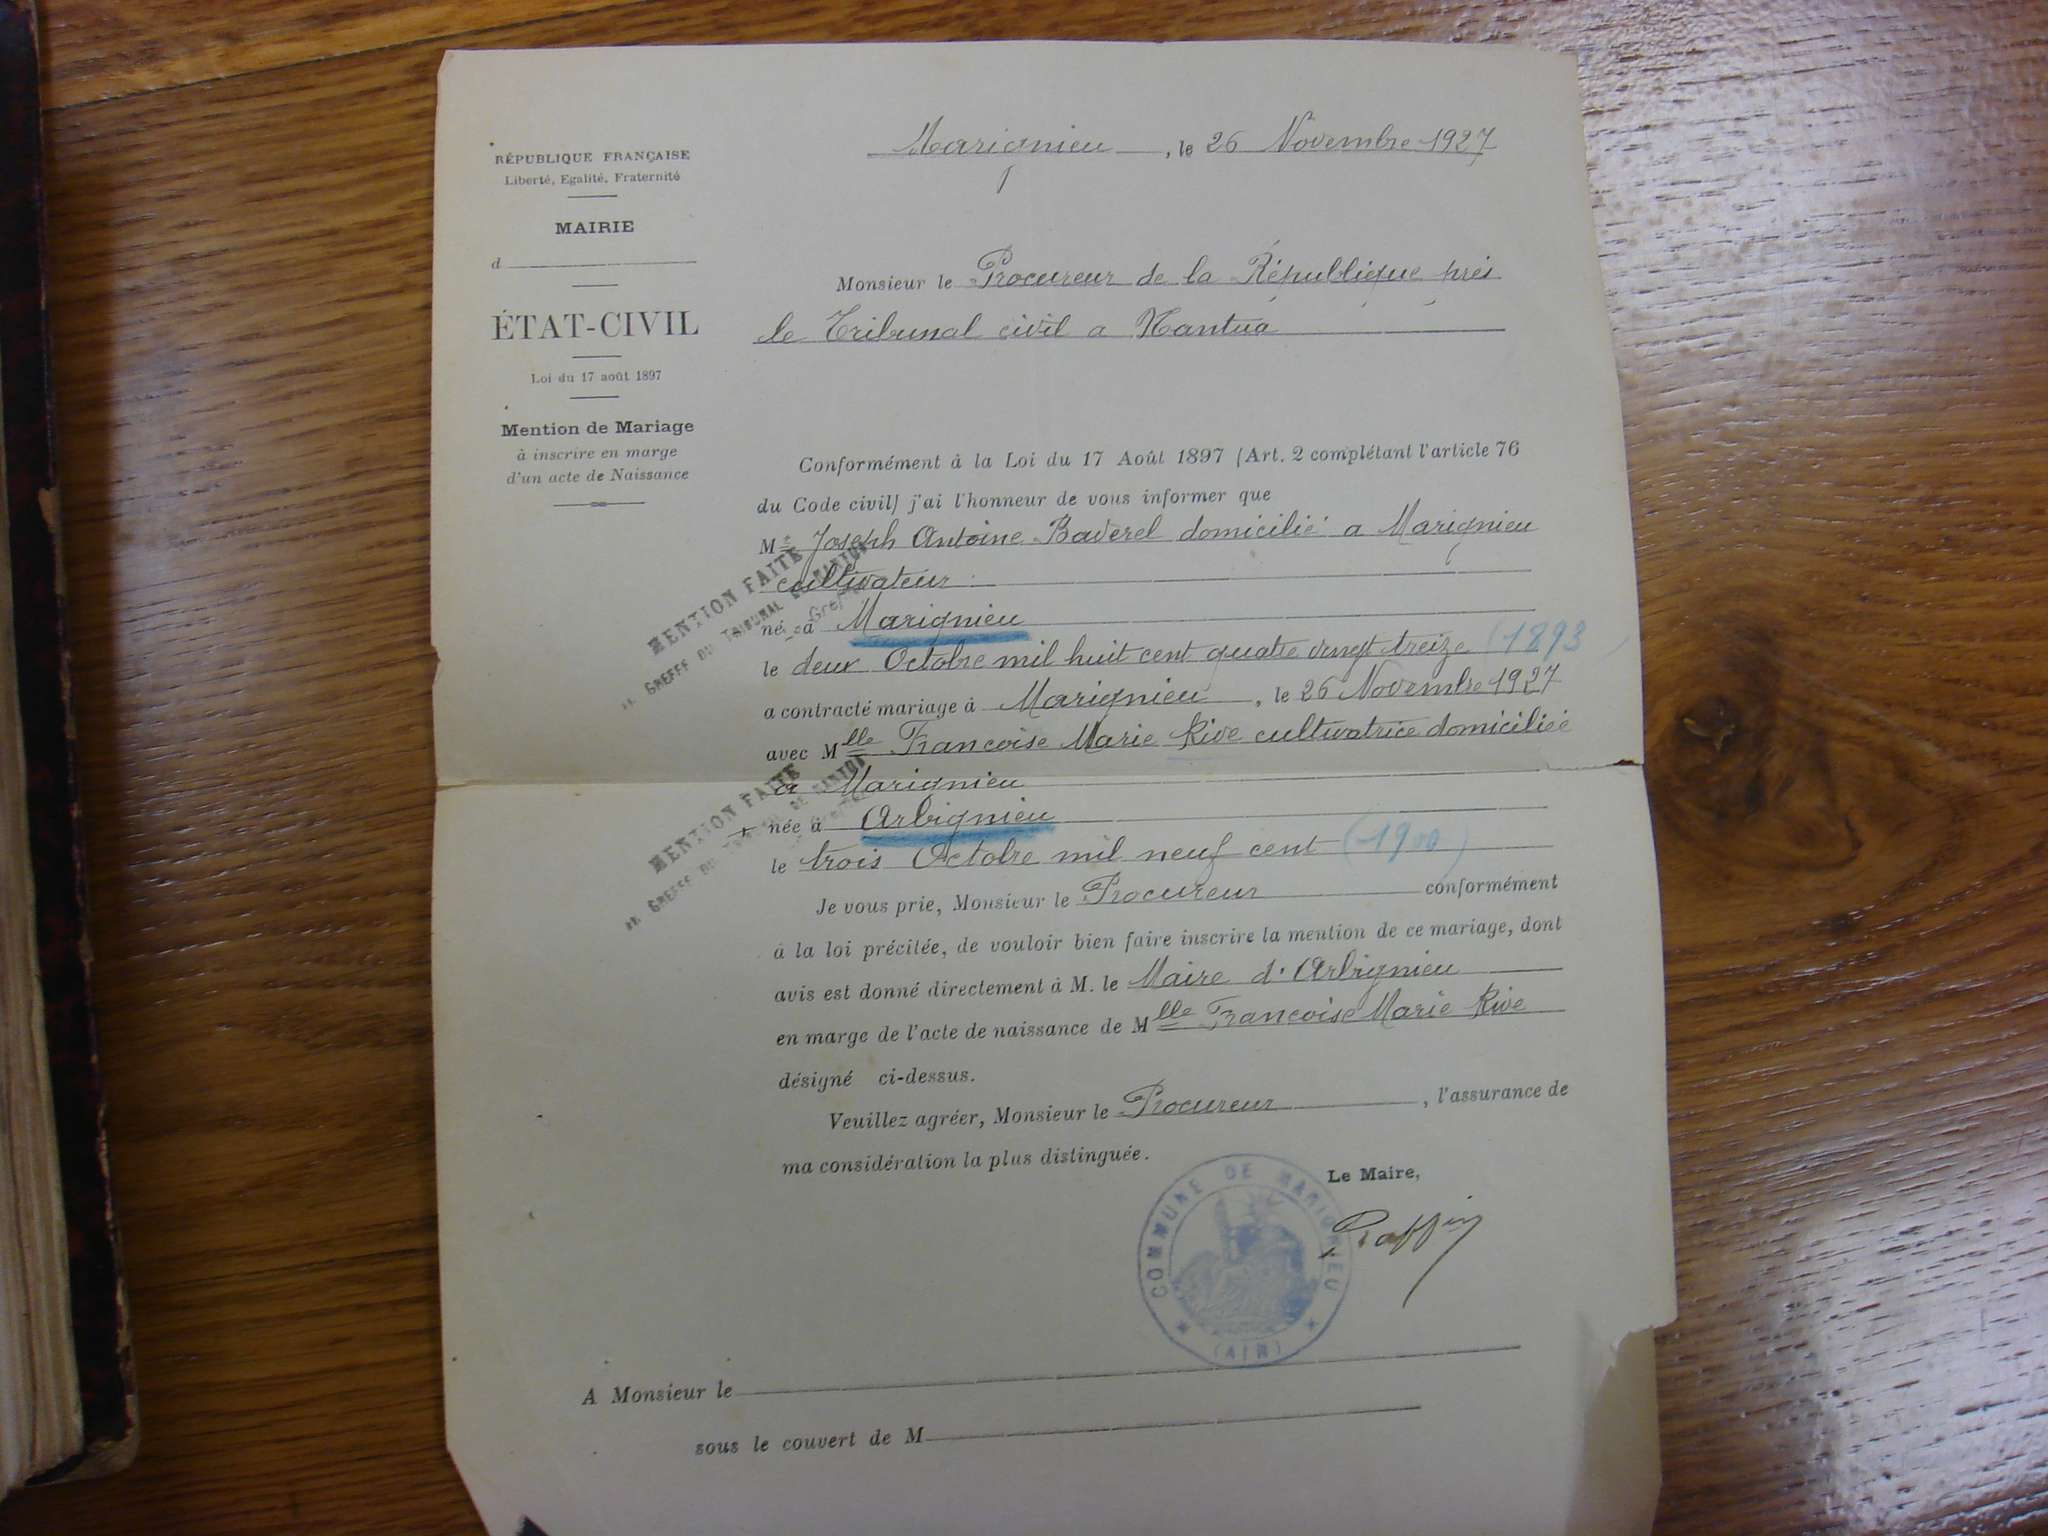 Marignieu, le 26 Novembre 1927
RÉPUBLIQUE FRANÇAISE
Liberté, Egalité, Fraternité
MAIRIE
d
ÉTAT-CIVIL
Loi du 17 août 1897
Mention de Mariage
à inscrire en marge
d'un acte de Naissance
Monsieur le Procureur de la République près
le Tribunal civil a Nantua
Conformément à la Loi du 17 Août 1897 (Art. 2 complétant l'article 76
du Code civil) j'ai l'honneur de vous informer que
Mr Joseph Antoine Baverel domicilié a Marignieu
cultivateur
né à Marignieu
le deux Octobre mil huit cent quatre vingt treize (1893)
a contracté mariage à Marignieu, le 26 Novembre 1927
avec Mlle Francoise Marie Rive cultivatrice domiciliée
a Marignieu
née à Arbignieu
le trois Octobre mil neuf cent (1900)
MENTION FAITE
GREFFE DU TRIBUNAL
MENTION FAITE
GREFFE DU
Je vous prie, Monsieur le Procureur conformément
à la loi précitée, de vouloir bien faire inscrire la mention de ce mariage, dont
avis est donné directement à M. le Maire d'Arbignieu
en marge de l'acte de naissance de Mlle Francoise Marie Rive
désigné ci-dessus.
Veuillez agréer, Monsieur le Procureur, l'assurance de
ma considération la plus distinguée.
Le Maire,
COMMUNE DE MARIGNIEU
(AIN)
A Monsieur le
sous le couvert de M